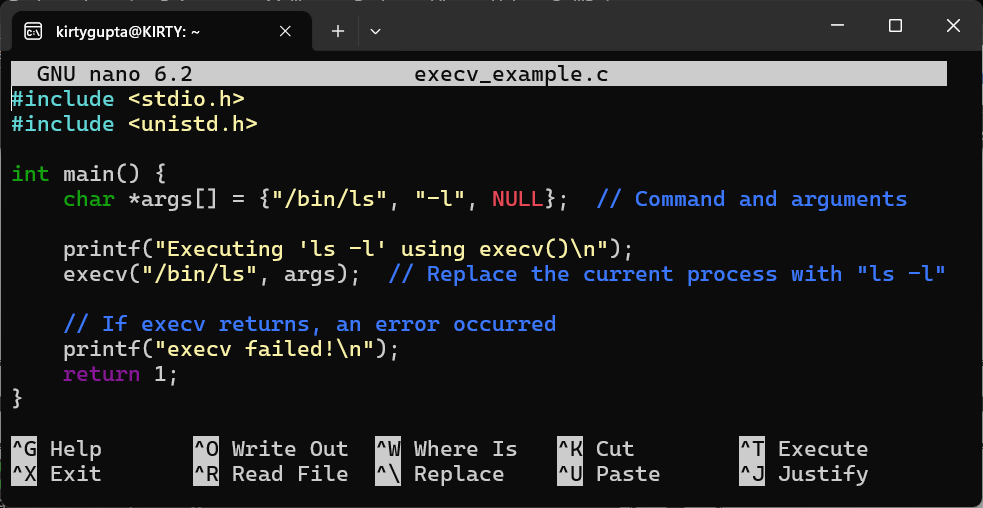 kirtygupta@KIRTY: ~
GNU nano 6.2 execv_example.c
#include <stdio.h>
#include <unistd.h>
int main() {
    char *args[] = {"/bin/ls", "-l", NULL};  // Command and arguments
    printf("Executing 'ls -l' using execv()\n");
    execv("/bin/ls", args);  // Replace the current process with "ls -l"
    // If execv returns, an error occurred
    printf("execv failed!\n");
    return 1;
}
^G Help ^O Write Out ^W Where Is ^K Cut ^T Execute
^X Exit ^R Read File ^\ Replace ^U Paste ^J Justify